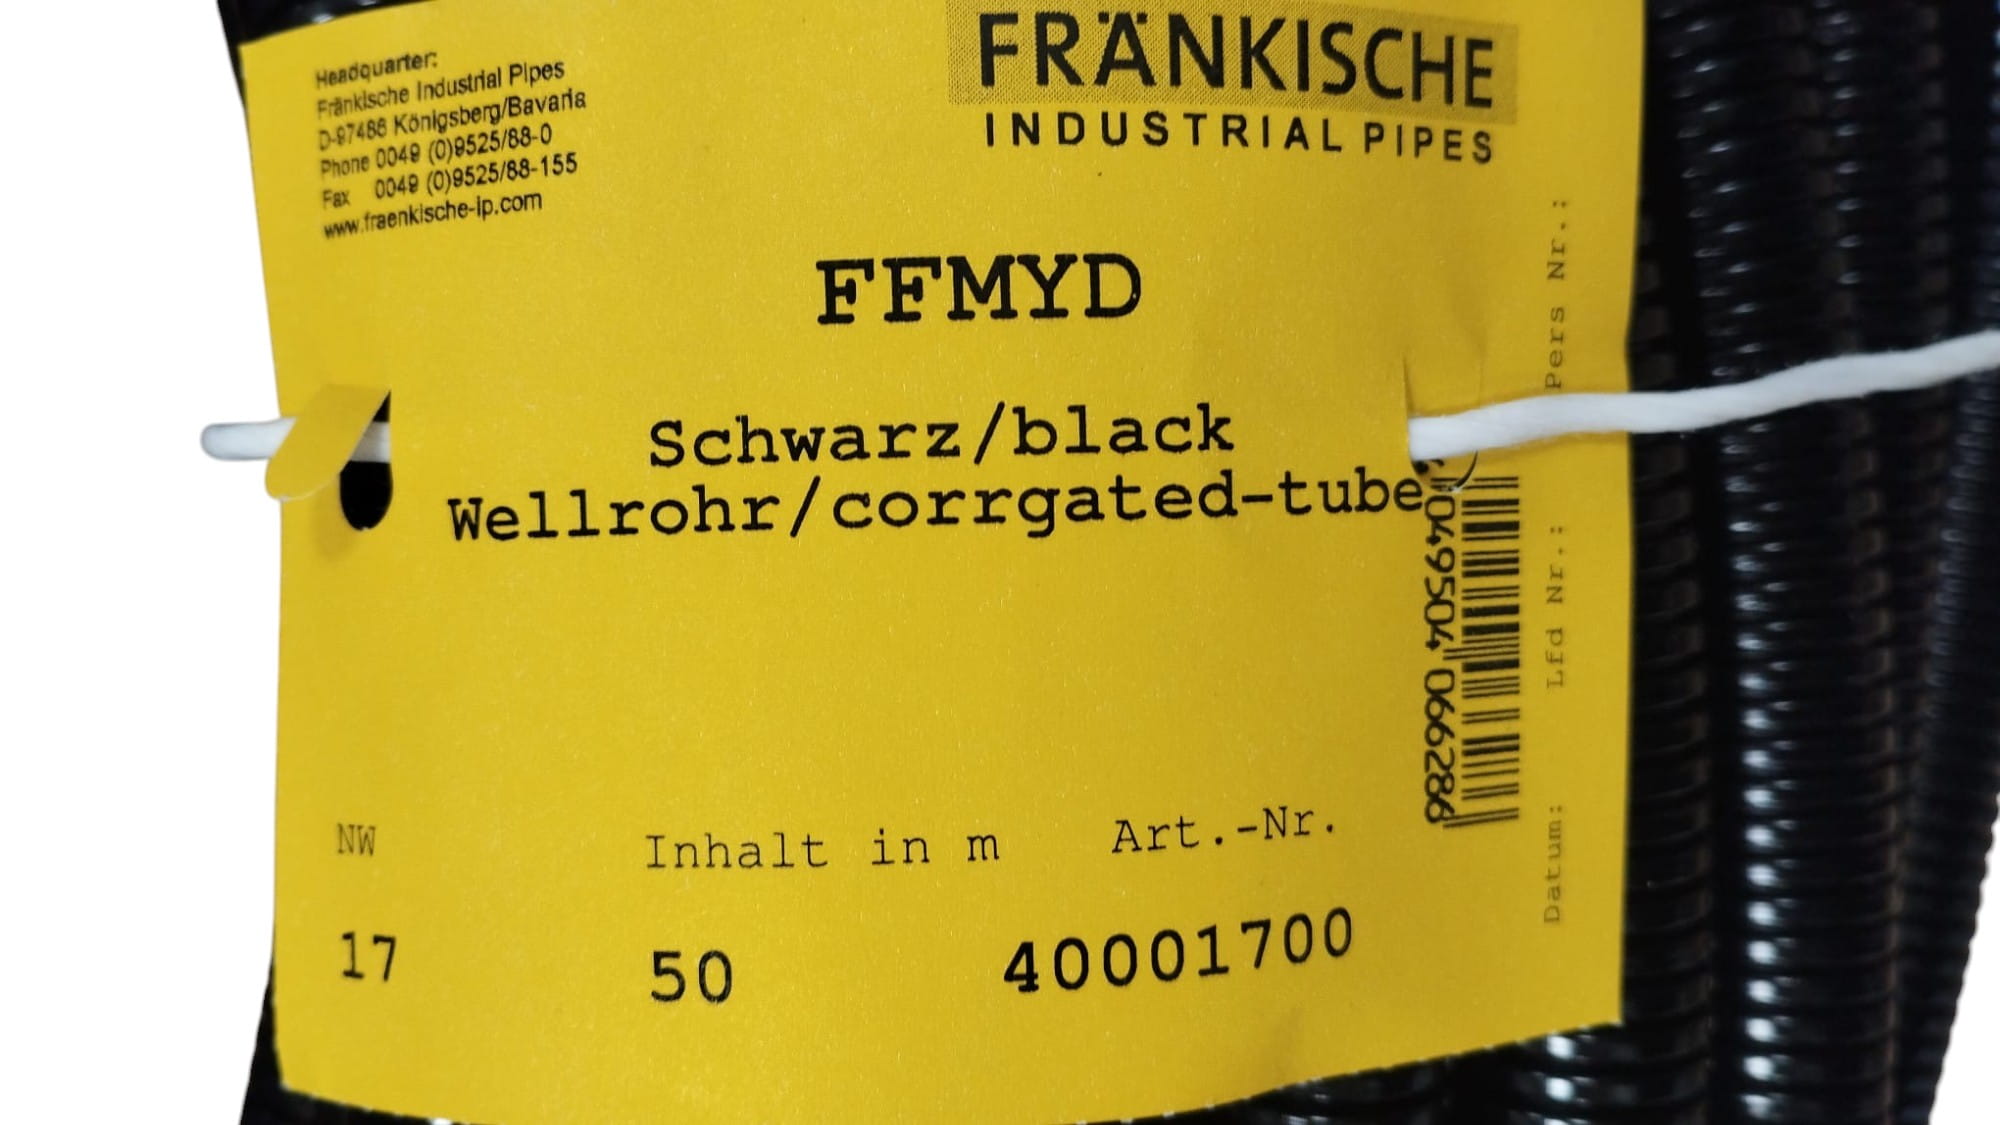 Headquarter:
Fränkische Industrial Pipes
D-97486 Königsberg/Bavaria
Phone 0049 (0)9525/88-0
Fax 0049 (0)9525/88-155
www.fraenkische-ip.com
FRÄNKISCHE
INDUSTRIAL PIPES
FFMYD
Schwarz/black
Wellrohr/corrgated-tube
NW
Inhalt in m
Art.-Nr.
17
50
40001700
049504 066286
Datum:
Lfd Nr.:
Pers Nr.: